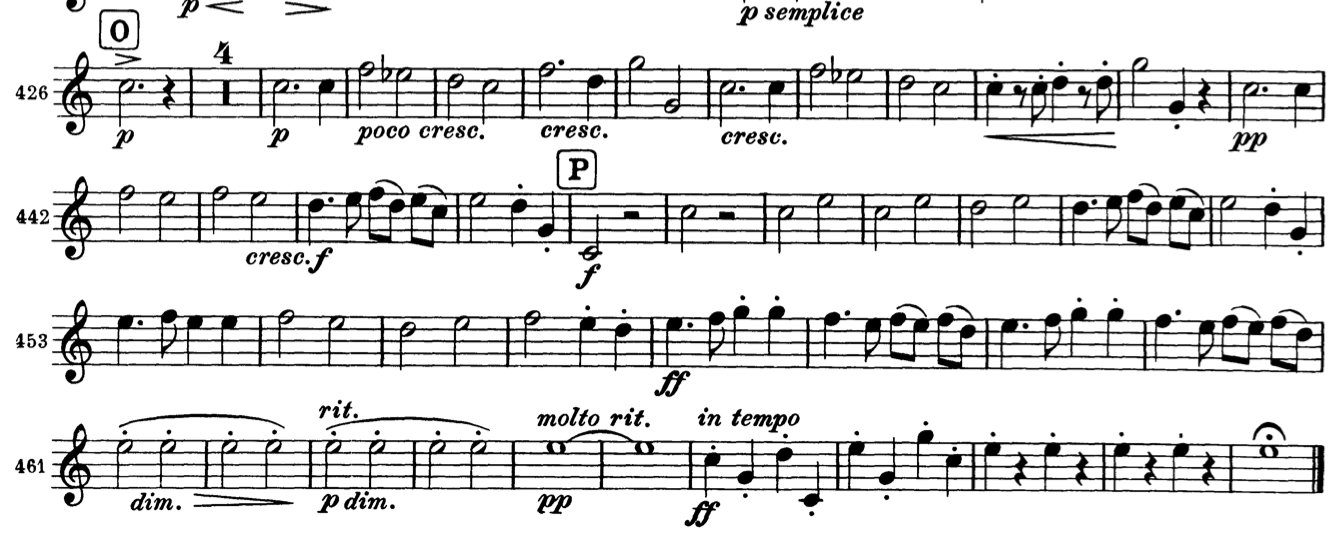 p p semplice
O
4
426
p p poco cresc. cresc. cresc. pp
P
442
cresc. f f
453
ff
rit. molto rit. in tempo
461
dim. p dim. pp ff